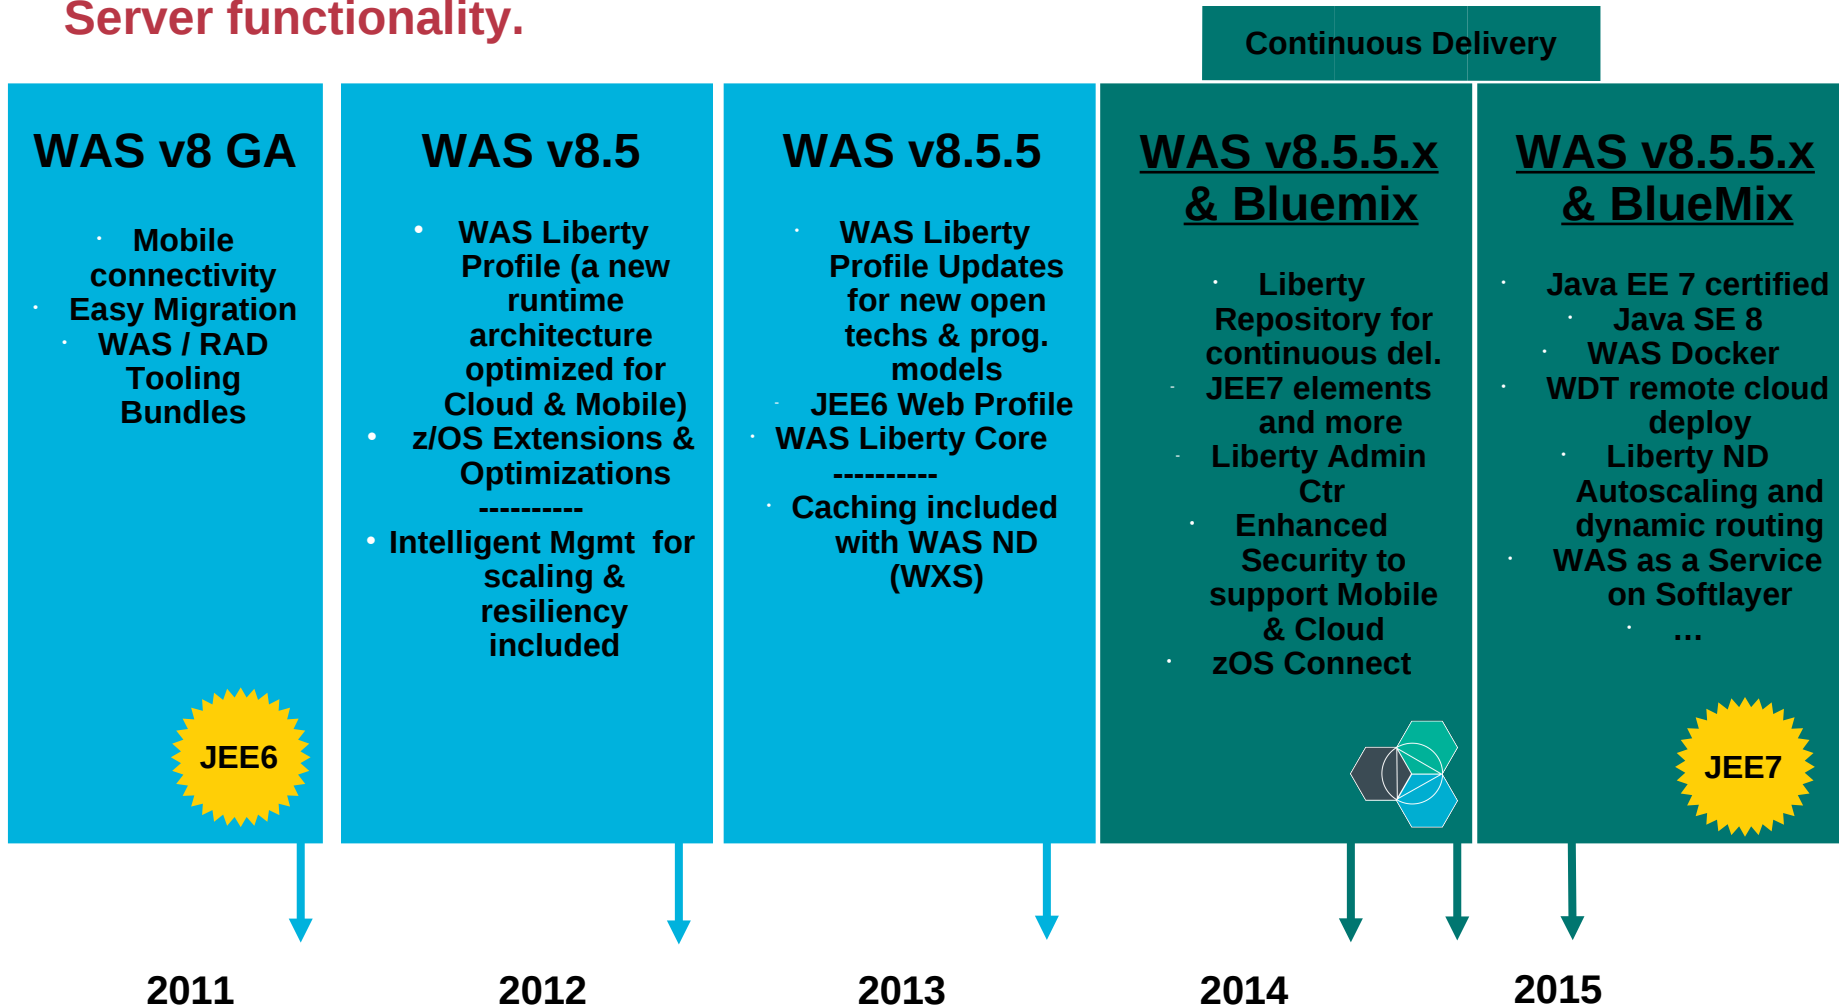 Server functionality.
Continuous Delivery
WAS v8 GA
· Mobile
connectivity
· Easy Migration
· WAS / RAD
Tooling
Bundles
JEE6
WAS v8.5
• WAS Liberty
Profile (a new
runtime
architecture
optimized for
Cloud & Mobile)
• z/OS Extensions &
Optimizations
----------
• Intelligent Mgmt for
scaling &
resiliency
included
WAS v8.5.5
· WAS Liberty
Profile Updates
for new open
techs & prog.
models
- JEE6 Web Profile
· WAS Liberty Core
----------
· Caching included
with WAS ND
(WXS)
WAS v8.5.5.x
& Bluemix
· Liberty
Repository for
continuous del.
- JEE7 elements
and more
- Liberty Admin
Ctr
· Enhanced
Security to
support Mobile
& Cloud
· zOS Connect
WAS v8.5.5.x
& BlueMix
· Java EE 7 certified
· Java SE 8
· WAS Docker
· WDT remote cloud
deploy
· Liberty ND
Autoscaling and
dynamic routing
· WAS as a Service
on Softlayer
· ...
JEE7
2011
2012
2013
2014
2015